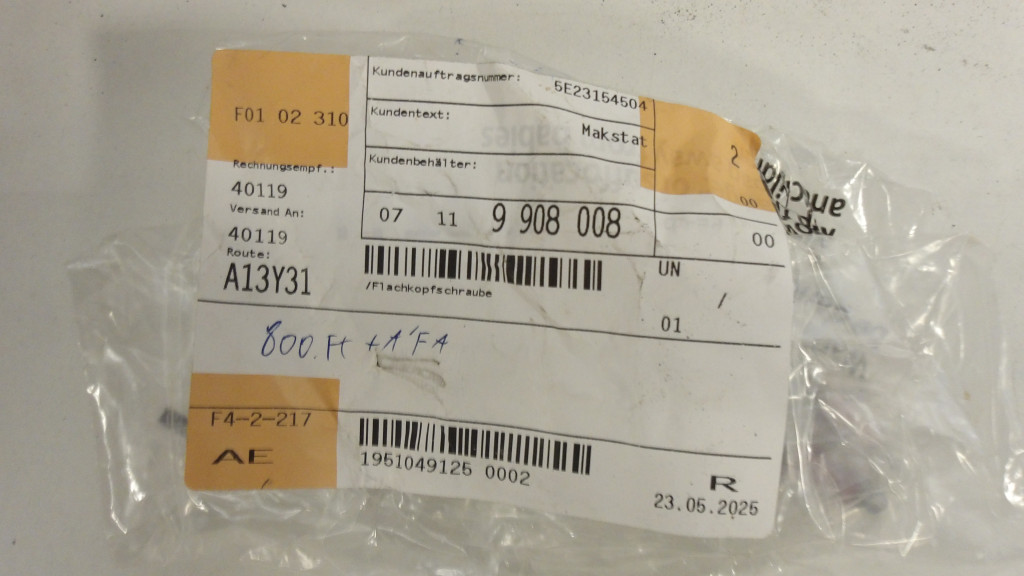 F01 02 310
Kundenauftragsnummer: 5E23154504
Kundentext: Makstat
Kundenbehälter:
2
00
Rechnungsempf.:
40119
Versand An:
40119
Route:
A13Y31
07 11 9 908 008
00
/Flachkopfschraube
UN
/
01
800.Ft + Á'FA
F4-2-217
AE
1951049125 0002
R
23.05.2025